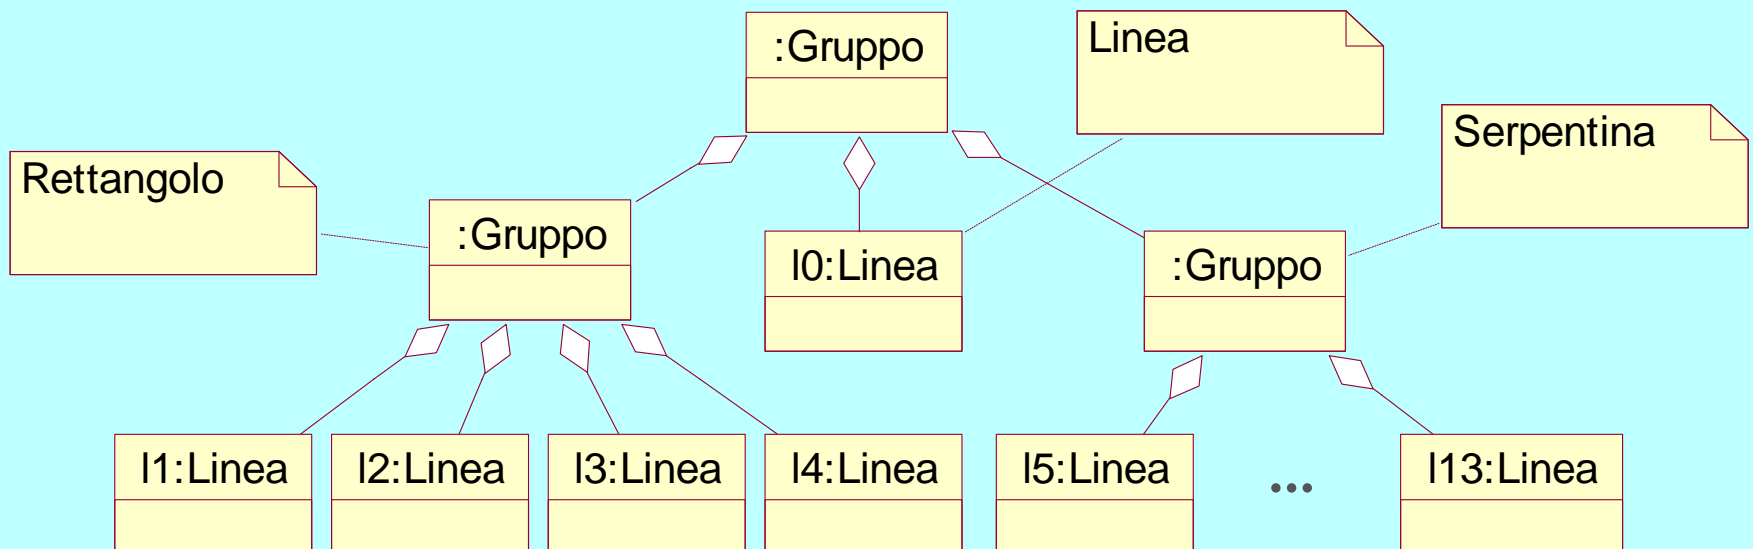 :Gruppo
Linea
Serpentina
Rettangolo
:Gruppo
l0:Linea
:Gruppo
l1:Linea
l2:Linea
l3:Linea
l4:Linea
l5:Linea
...
l13:Linea